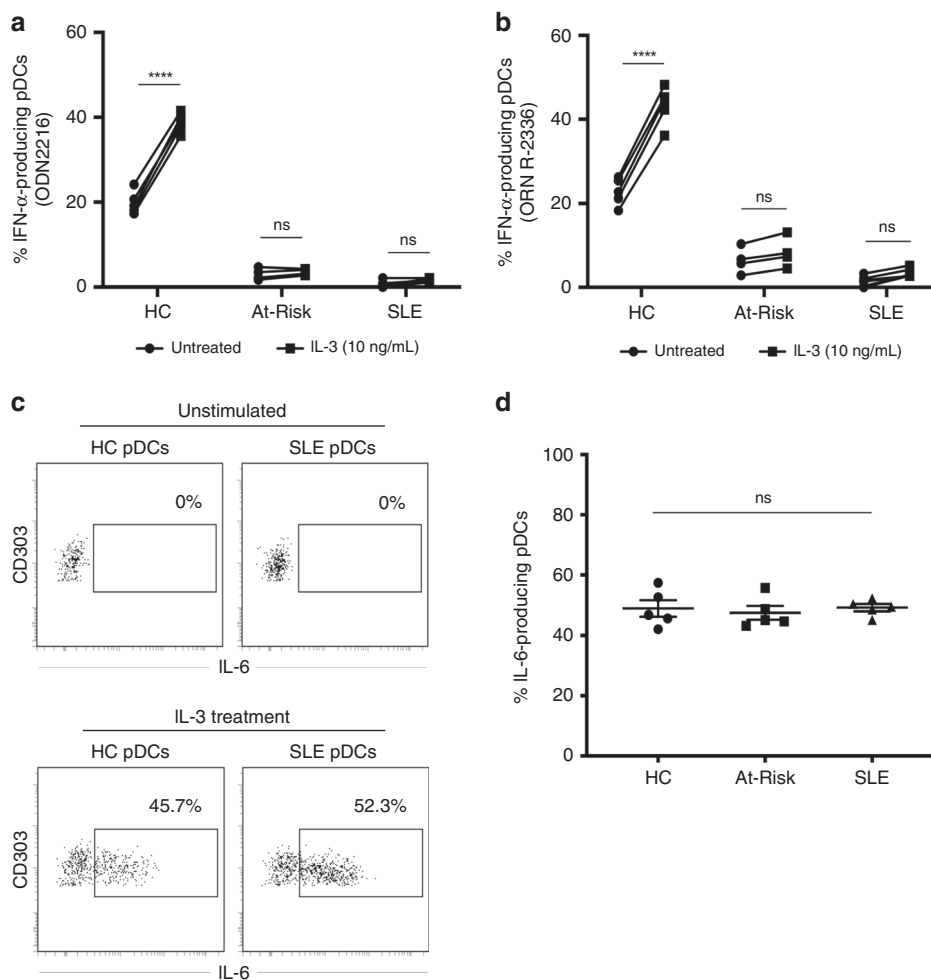 a
% IFN-α-producing pDCs
(ODN2216)
60
40
20
0
****
ns
ns
HC
At-Risk
SLE
Untreated
IL-3 (10 ng/mL)
b
% IFN-α-producing pDCs
(ORN R-2336)
60
40
20
0
****
ns
ns
HC
At-Risk
SLE
Untreated
IL-3 (10 ng/mL)
c
Unstimulated
HC pDCs
SLE pDCs
0%
0%
CD303
IL-6
IL-3 treatment
HC pDCs
SLE pDCs
45.7%
52.3%
CD303
IL-6
d
% IL-6-producing pDCs
100
80
60
40
20
0
ns
HC
At-Risk
SLE